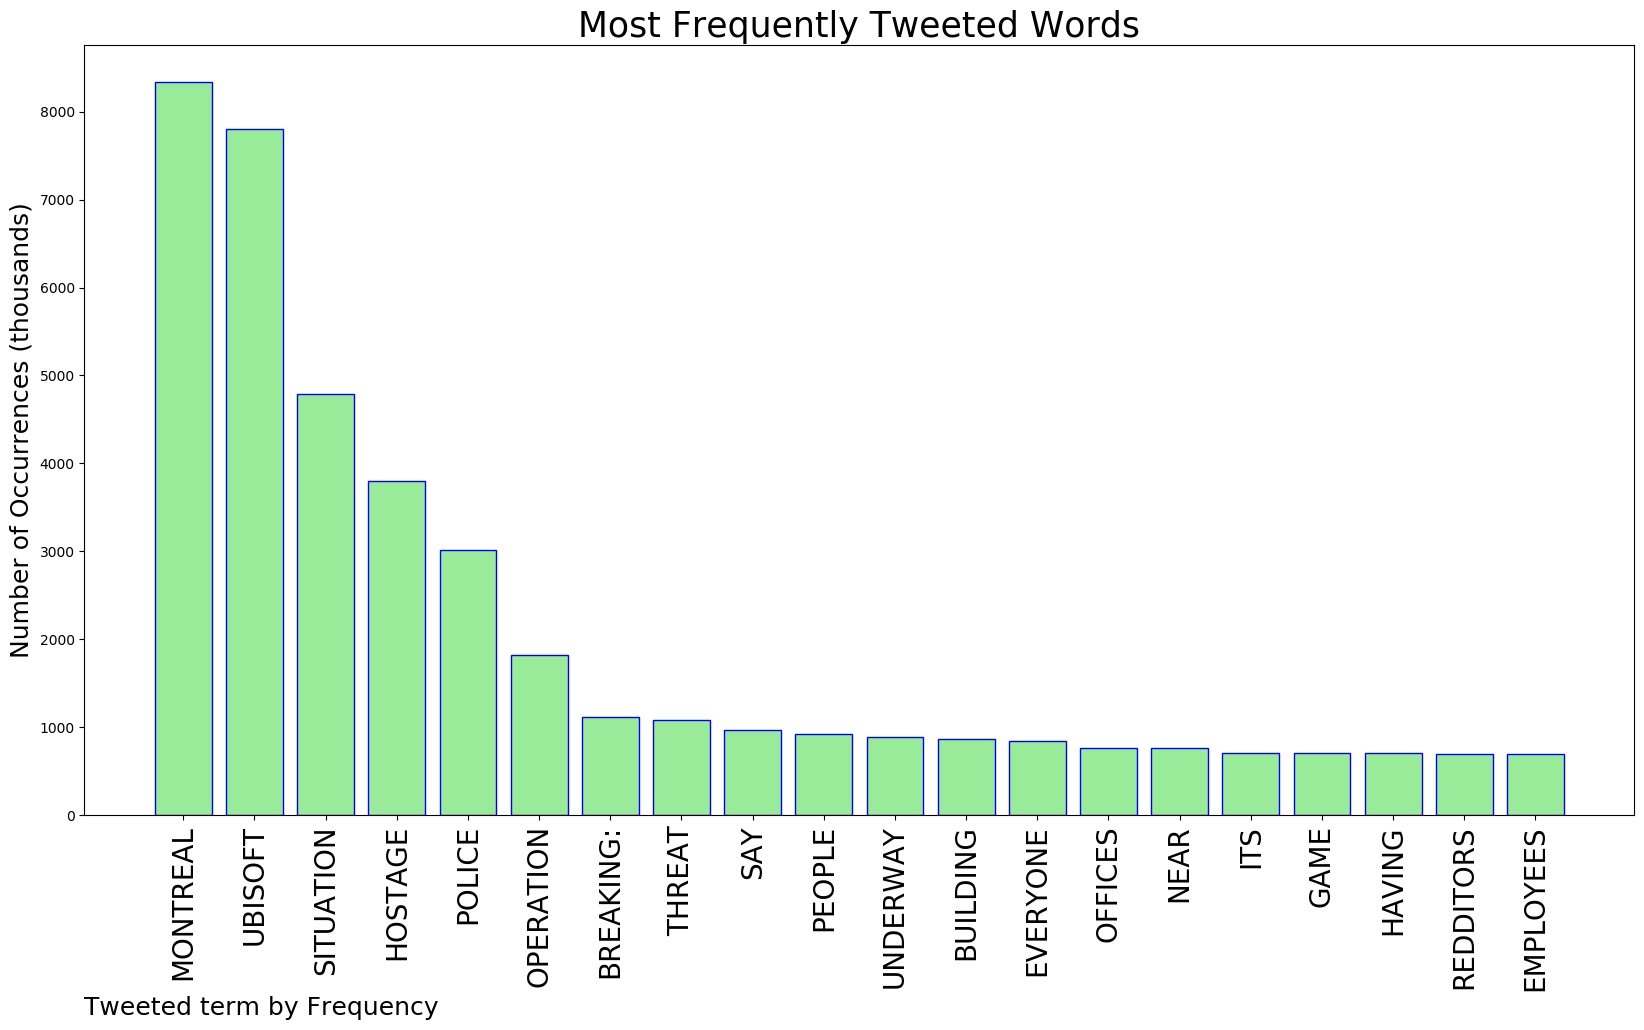 Most Frequently Tweeted Words
Number of Occurrences (thousands)
8000
7000
6000
5000
4000
3000
2000
1000
0
MONTREAL
UBISOFT
SITUATION
HOSTAGE
POLICE
OPERATION
BREAKING:
THREAT
SAY
PEOPLE
UNDERWAY
BUILDING
EVERYONE
OFFICES
NEAR
ITS
GAME
HAVING
REDDITORS
EMPLOYEES
Tweeted term by Frequency